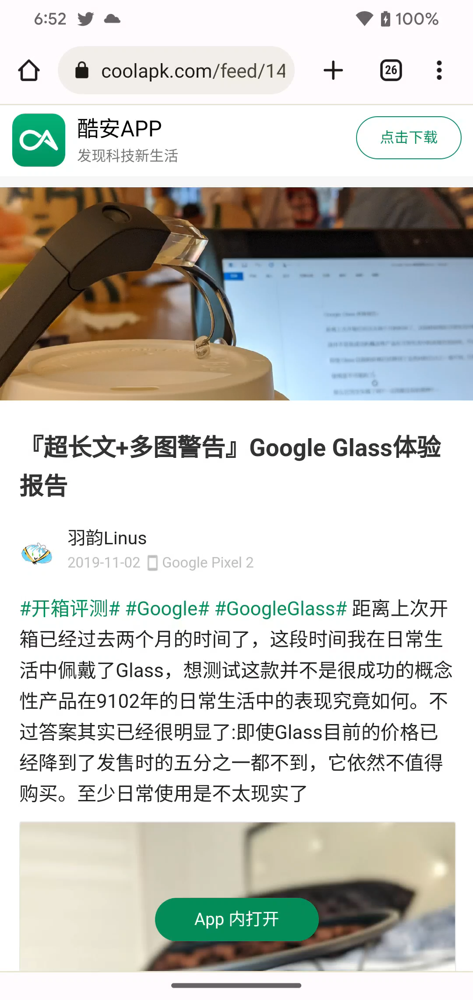 6:52 100%
coolapk.com/feed/14
26
酷安APP
发现科技新生活
点击下载
『超长文+多图警告』Google Glass体验
报告
羽韵Linus
2019-11-02 Google Pixel 2
#开箱评测# #Google# #GoogleGlass# 距离上次开
箱已经过去两个月的时间了，这段时间我在日常生
活中佩戴了Glass，想测试这款并不是很成功的概念
性产品在9102年的日常生活中的表现究竟如何。不
过答案其实已经很明显了:即使Glass目前的价格已
经降到了发售时的五分之一都不到，它依然不值得
购买。至少日常使用是不太现实了
App 内打开